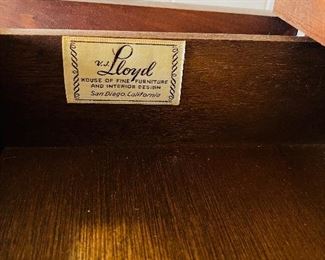 V.J. Lloyd
HOUSE OF FINE FURNITURE
AND INTERIOR DESIGN
San Diego, California